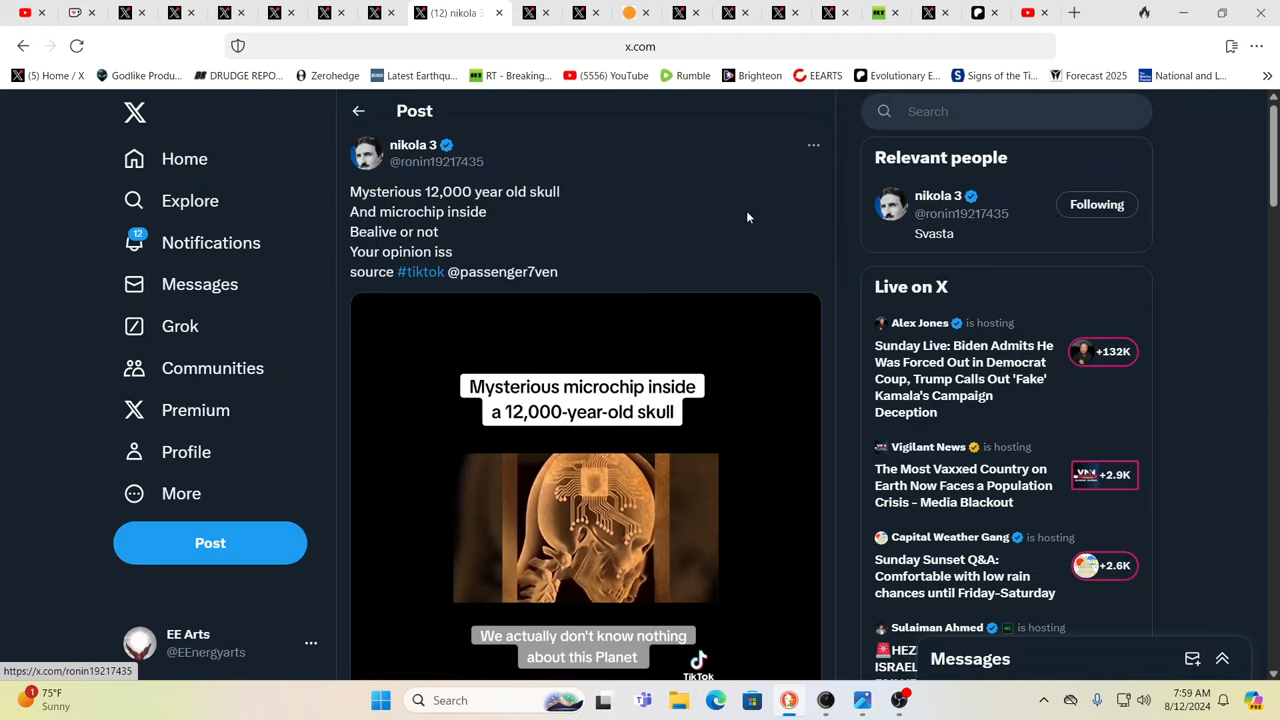 (12) nikola 3
x.com
(5) Home / X
Godlike Produ...
DRUDGE REPO...
Zerohedge
Latest Earthqu...
RT - Breaking...
(5556) YouTube
Rumble
Brighteon
EEARTS
Evolutionary E...
Signs of the Ti...
Forecast 2025
National and L...
Home
Explore
12
Notifications
Messages
Grok
Communities
Premium
Profile
More
Post
EE Arts
@EEnergyarts
https://x.com/ronin19217435
Post
nikola 3
@ronin19217435
Mysterious 12,000 year old skull
And microchip inside
Bealive or not
Your opinion iss
source #tiktok @passenger7ven
Mysterious microchip inside
a 12,000-year-old skull
We actually don't know nothing
about this Planet
TikTok
Search
Relevant people
nikola 3
@ronin19217435
Following
Svasta
Live on X
Alex Jones is hosting
Sunday Live: Biden Admits He
Was Forced Out in Democrat
Coup, Trump Calls Out 'Fake'
Kamala's Campaign
Deception
+132K
Vigilant News is hosting
The Most Vaxxed Country on
Earth Now Faces a Population
Crisis – Media Blackout
+2.9K
Capital Weather Gang is hosting
Sunday Sunset Q&A:
Comfortable with low rain
chances until Friday-Saturday
+2.6K
Sulaiman Ahmed is hosting
ISRAEL
Messages
1
75°F
Sunny
Search
7:59 AM
8/12/2024